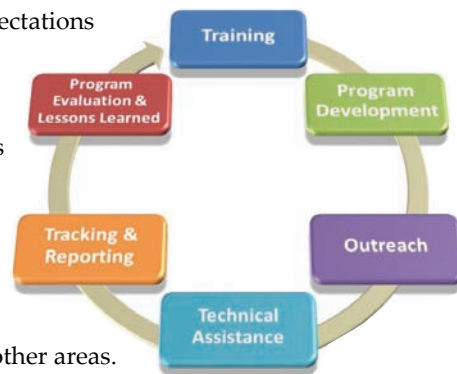 ectations
Training
Program
Evaluation &
Lessons Learned
Program
Development
s
Tracking &
Reporting
Outreach
Technical
Assistance
other areas.